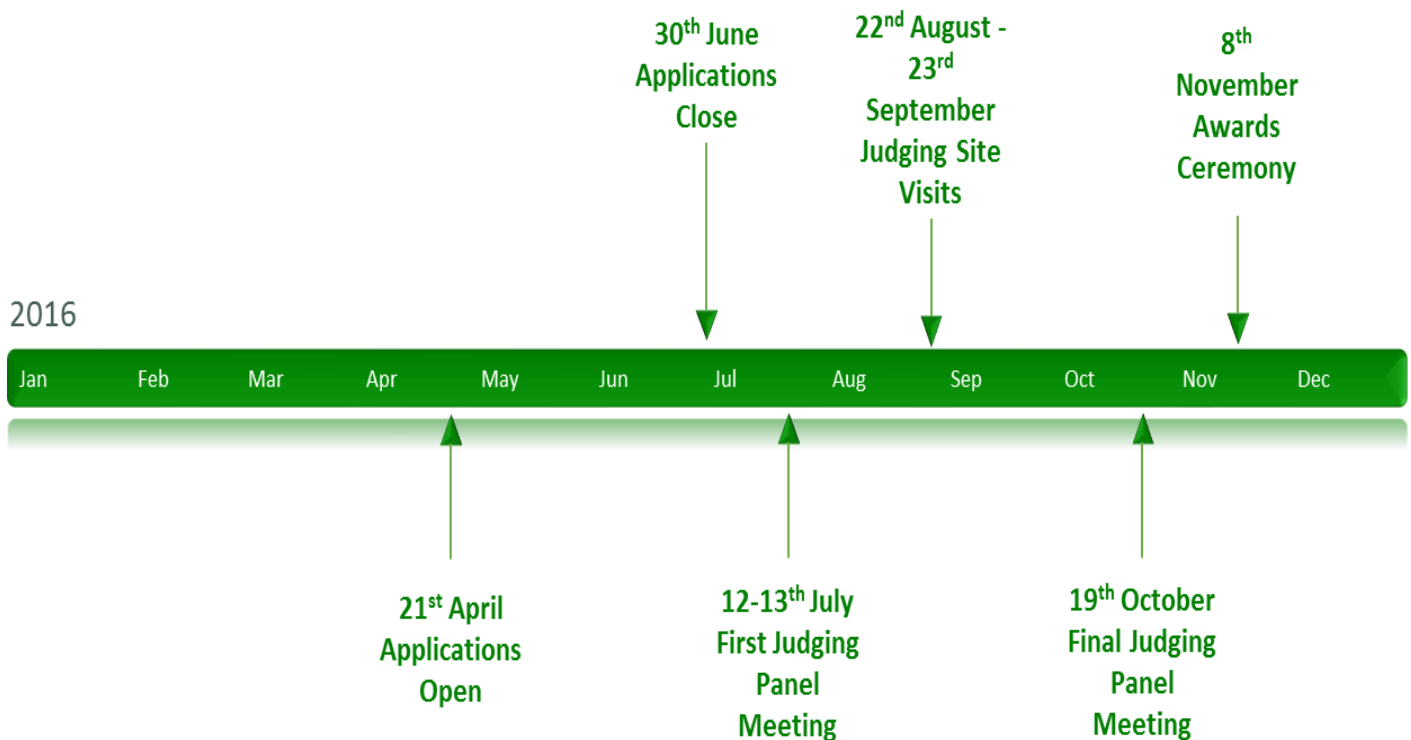 30th June
Applications
Close
22nd August -
23rd
September
Judging Site
Visits
8th
November
Awards
Ceremony
2016
Jan Feb Mar Apr May Jun Jul Aug Sep Oct Nov Dec
21st April
Applications
Open
12-13th July
First Judging
Panel
Meeting
19th October
Final Judging
Panel
Meeting